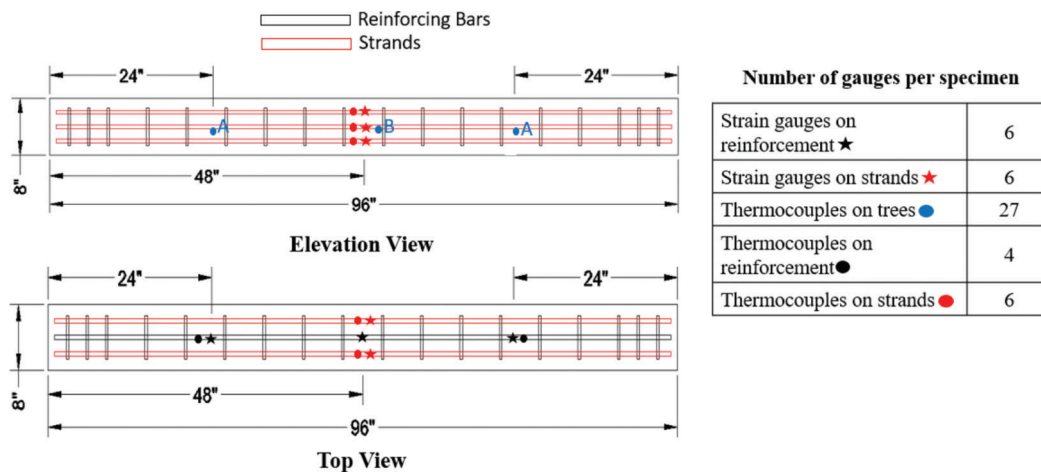 Reinforcing Bars
Strands
24"
24"
A
B
A
8"
48"
96"
Elevation View
24"
24"
8"
48"
96"
Top View
Number of gauges per specimen
Strain gauges on
reinforcement
6
Strain gauges on strands
6
Thermocouples on trees
27
Thermocouples on
reinforcement
4
Thermocouples on strands
6